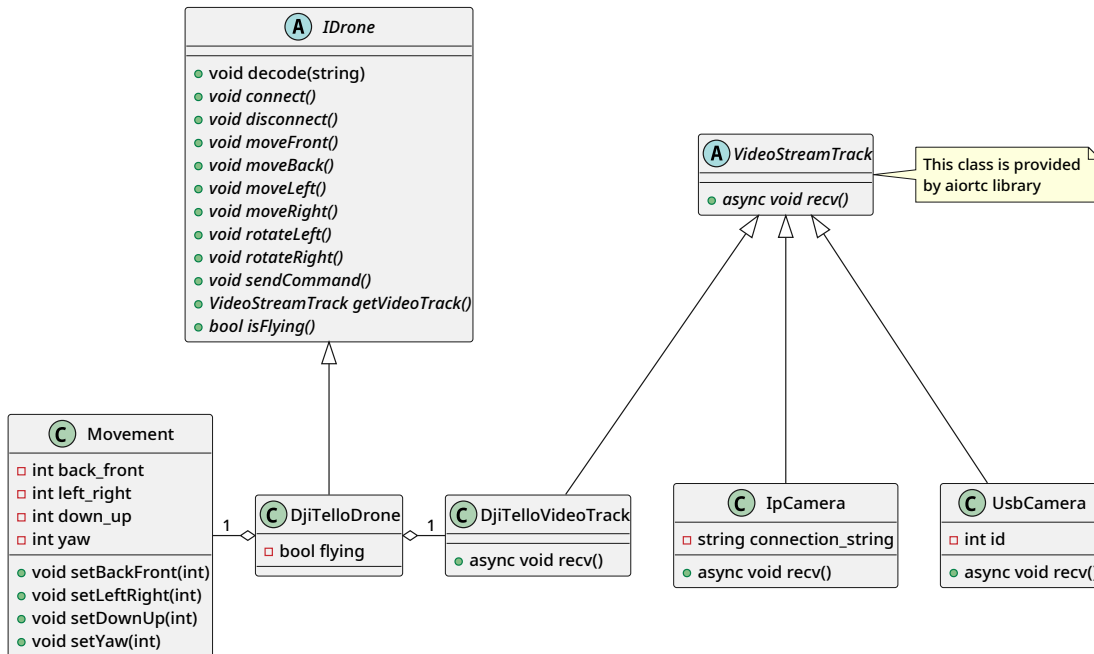 A IDrone
void decode(string)
void connect()
void disconnect()
void moveFront()
void moveBack()
void moveLeft()
void moveRight()
void rotateLeft()
void rotateRight()
void sendCommand()
VideoStreamTrack getVideoTrack()
bool isFlying()
A VideoStreamTrack
async void recv()
This class is provided
by aiortc library
C Movement
int back_front
int left_right
int down_up
int yaw
void setBackFront(int)
void setLeftRight(int)
void setDownUp(int)
void setYaw(int)
1
C DjiTelloDrone
bool flying
1
C DjiTelloVideoTrack
async void recv()
C IpCamera
string connection_string
async void recv()
C UsbCamera
int id
async void recv()